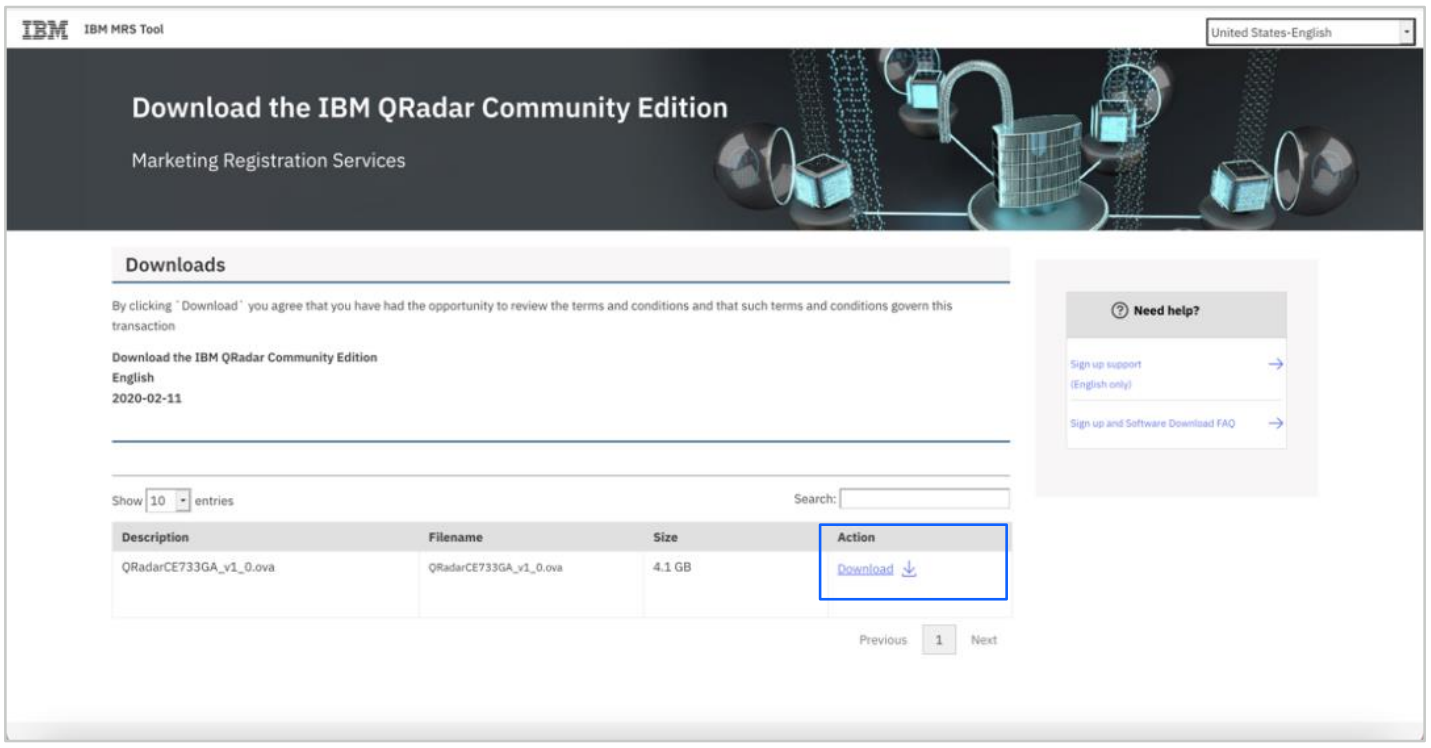 IBM IBM MRS Tool
United States-English
Download the IBM QRadar Community Edition
Marketing Registration Services
Downloads
By clicking `Download` you agree that you have had the opportunity to review the terms and conditions and that such terms and conditions govern this
transaction
Download the IBM QRadar Community Edition
English
2020-02-11
Need help?
Sign up support
(English only)
Sign up and Software Download FAQ
Show 10 entries
Search:
Description Filename Size Action
QRadarCE733GA_v1_0.ova QRadarCE733GA_v1_0.ova 4.1 GB Download
Previous 1 Next